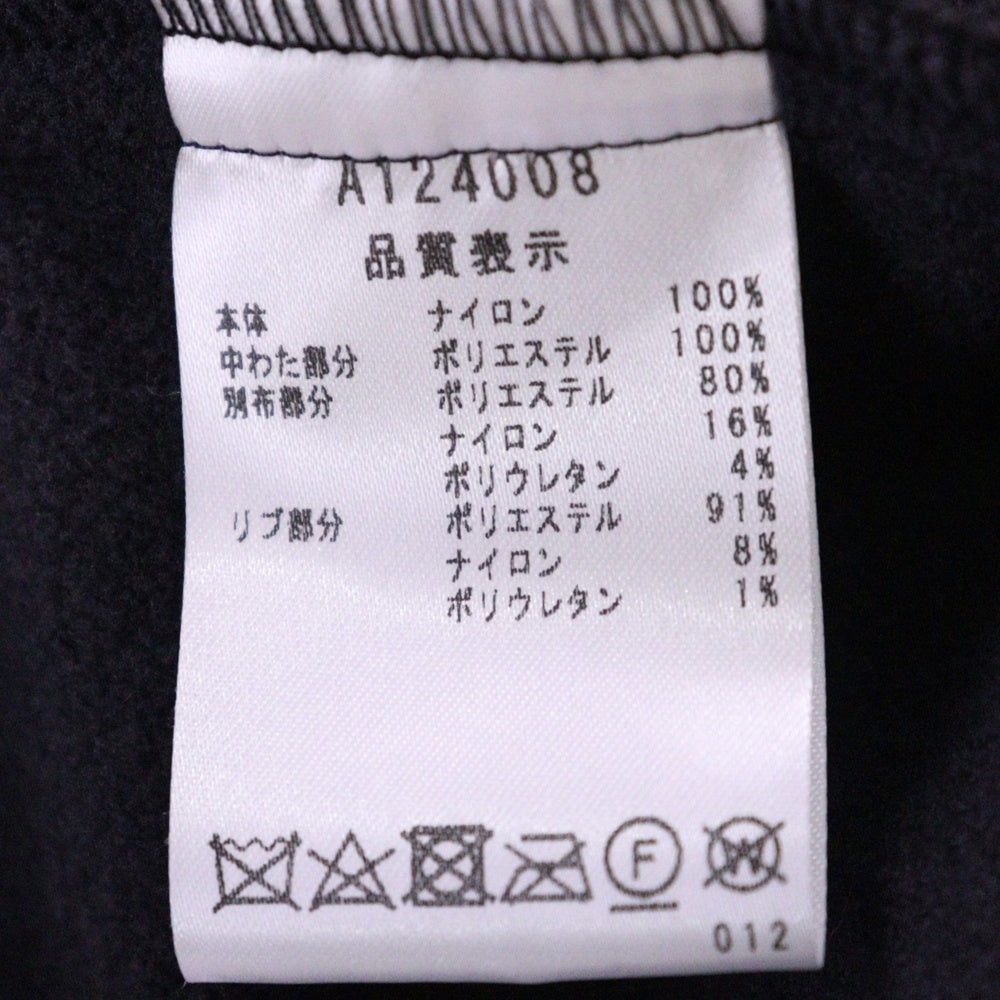 A124008
品質表示
本体 ナイロン 100%
中わた部分 ポリエステル 100%
別布部分 ポリエステル 80%
ナイロン 16%
ポリウレタン 4%
リブ部分 ポリエステル 91%
ナイロン 8%
ポリウレタン 1%
F W
012